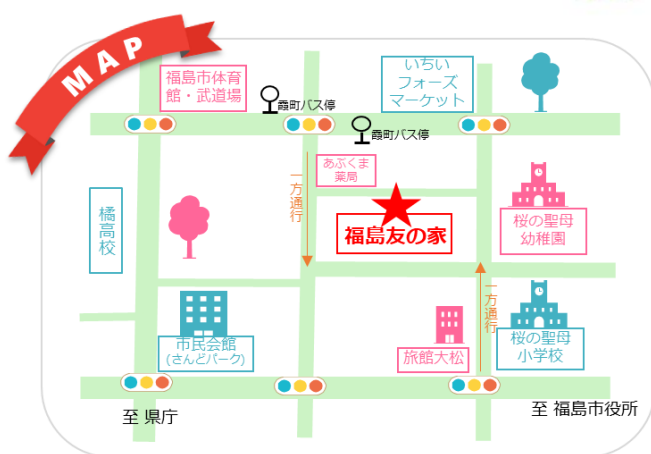 MAP
福島市体育
館・武道場
霞町バス停
いちい
フォーズ
マーケット
霞町バス停
あぶくま
薬局
一方通行
橘高校
福島友の家
桜の聖母
幼稚園
一方通行
市民会館
(さんどパーク)
旅館大松
桜の聖母
小学校
至 県庁
至 福島市役所